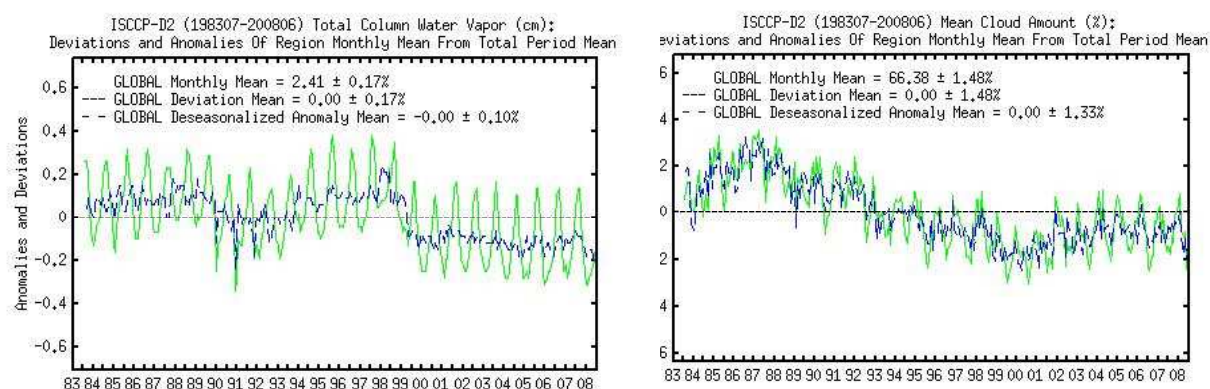 ISCCP-D2 (198307-200806) Total Column Water Vapor (cm):
Deviations and Anomalies Of Region Monthly Mean From Total Period Mean
GLOBAL Monthly Mean = 2.41 ± 0.17%
GLOBAL Deviation Mean = 0.00 ± 0.17%
GLOBAL Deseasonalized Anomaly Mean = -0.00 ± 0.10%
Anomalies and Deviations
0.6
0.4
0.2
0
-0.2
-0.4
-0.6
83 84 85 86 87 88 89 90 91 92 93 94 95 96 97 98 99 00 01 02 03 04 05 06 07 08
ISCCP-D2 (198307-200806) Mean Cloud Amount (%):
eviations and Anomalies Of Region Monthly Mean From Total Period Mean
GLOBAL Monthly Mean = 66.38 ± 1.48%
GLOBAL Deviation Mean = 0.00 ± 1.48%
GLOBAL Deseasonalized Anomaly Mean = 0.00 ± 1.33%
6
4
2
0
2
4
6
83 84 85 86 87 88 89 90 91 92 93 94 95 96 97 98 99 00 01 02 03 04 05 06 07 08